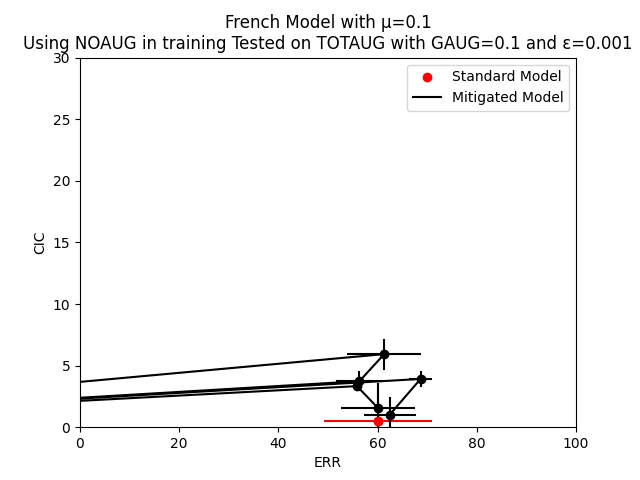 French Model with μ=0.1
Using NOAUG in training Tested on TOTAUG with GAUG=0.1 and ε=0.001
Standard Model
Mitigated Model
30
25
20
15
10
5
0
CIC
0 20 40 60 80 100
ERR